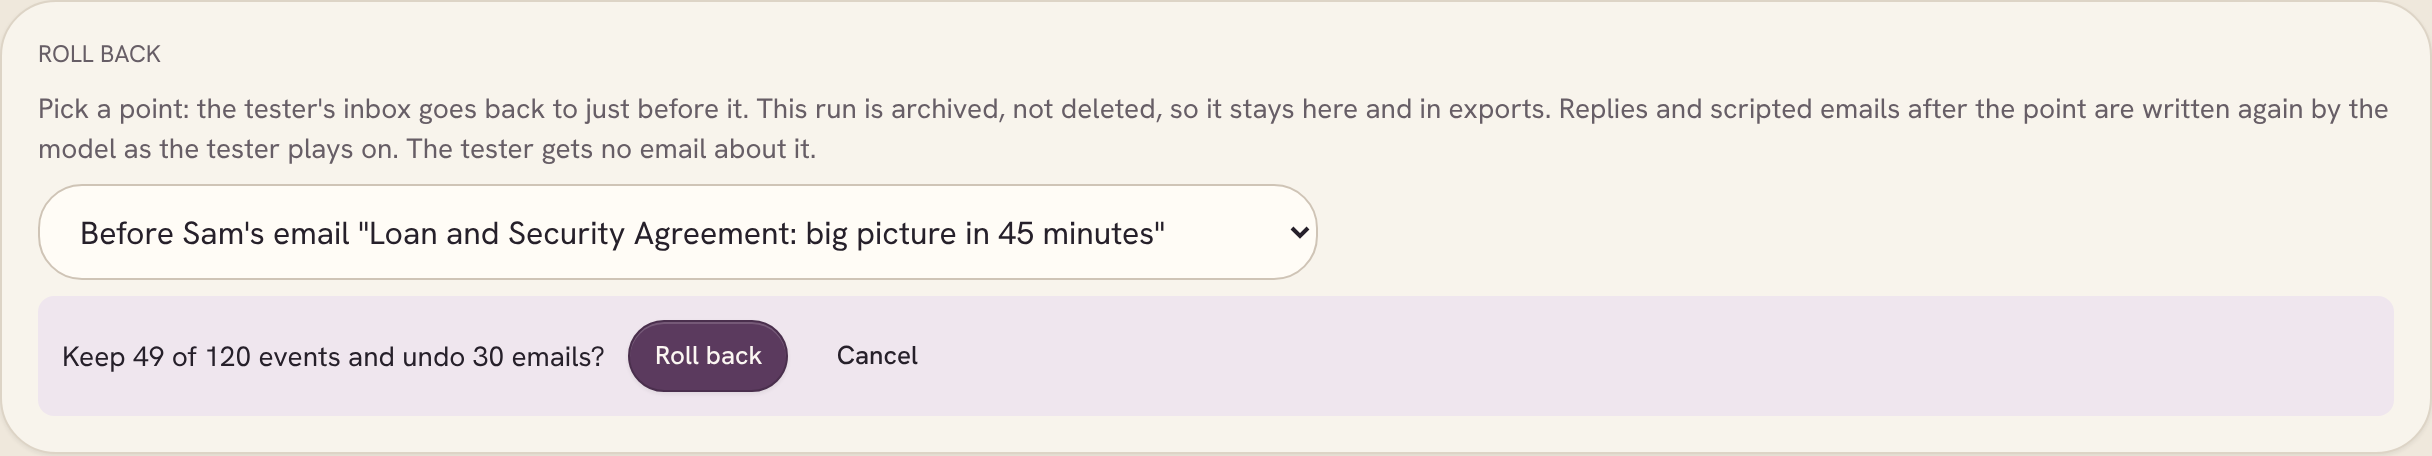 ROLL BACK
Pick a point: the tester's inbox goes back to just before it. This run is archived, not deleted, so it stays here and in exports. Replies and scripted emails after the point are written again by the
model as the tester plays on. The tester gets no email about it.
Before Sam's email "Loan and Security Agreement: big picture in 45 minutes"
Keep 49 of 120 events and undo 30 emails? Roll back Cancel